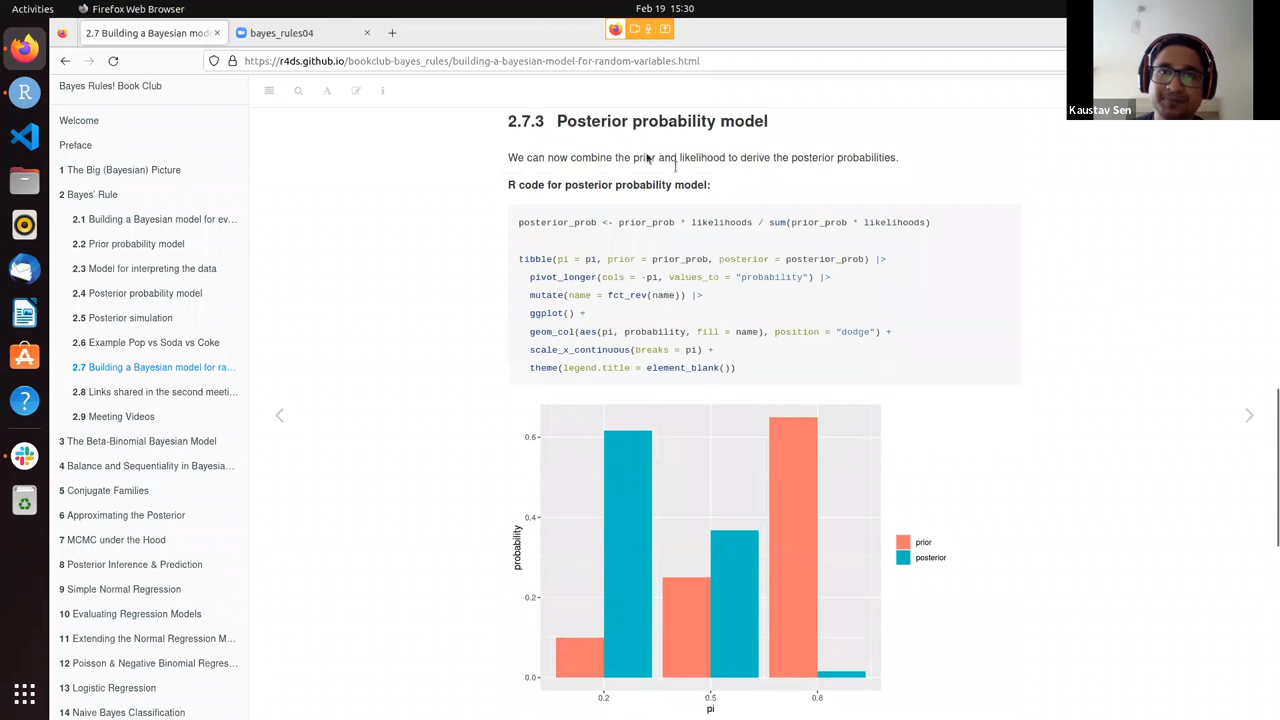 Activities
Firefox Web Browser
Feb 19 15:30
2.7 Building a Bayesian mode
bayes_rules04
https://r4ds.github.io/bookclub-bayes_rules/building-a-bayesian-model-for-random-variables.html
Kaustav Sen
Bayes Rules! Book Club
Welcome
Preface
1 The Big (Bayesian) Picture
2 Bayes' Rule
2.1 Building a Bayesian model for ev…
2.2 Prior probability model
2.3 Model for interpreting the data
2.4 Posterior probability model
2.5 Posterior simulation
2.6 Example Pop vs Soda vs Coke
2.7 Building a Bayesian model for ra…
2.8 Links shared in the second meeti…
2.9 Meeting Videos
3 The Beta-Binomial Bayesian Model
4 Balance and Sequentiality in Bayesia…
5 Conjugate Families
6 Approximating the Posterior
7 MCMC under the Hood
8 Posterior Inference & Prediction
9 Simple Normal Regression
10 Evaluating Regression Models
11 Extending the Normal Regression M…
12 Poisson & Negative Binomial Regres…
13 Logistic Regression
14 Naive Bayes Classification
2.7.3 Posterior probability model
We can now combine the prior and likelihood to derive the posterior probabilities.
R code for posterior probability model:
posterior_prob <- prior_prob * likelihoods / sum(prior_prob * likelihoods)
tibble(pi = pi, prior = prior_prob, posterior = posterior_prob) |>
pivot_longer(cols = -pi, values_to = "probability") |>
mutate(name = fct_rev(name)) |>
ggplot() +
geom_col(aes(pi, probability, fill = name), position = "dodge") +
scale_x_continuous(breaks = pi) +
theme(legend.title = element_blank())
0.6
0.4
0.2
0.0
probability
0.2
0.5
0.8
pi
prior
posterior